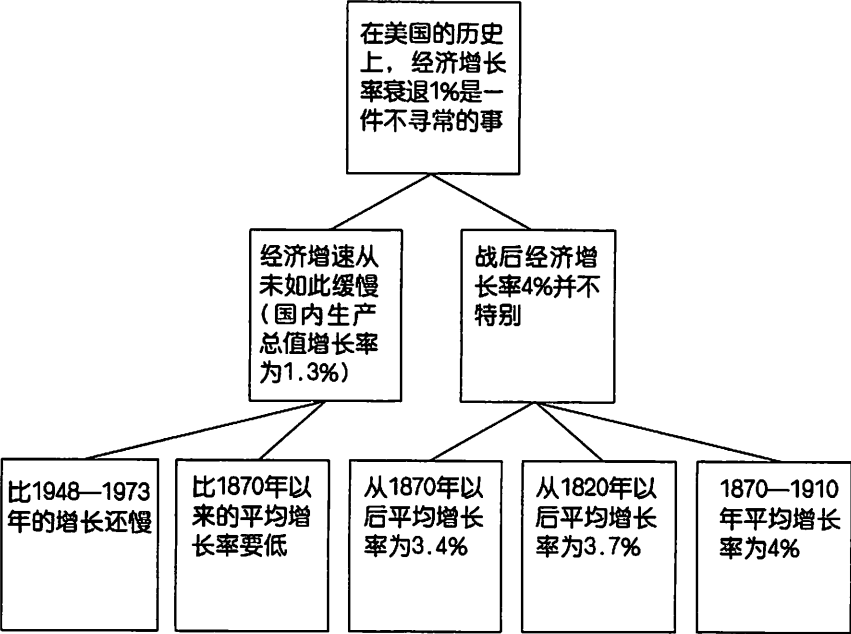 在美国的历史
上，经济增长
率衰退1%是一
件不寻常的事
经济增速从
未如此缓慢
（国内生产
总值增长率
为1.3%）
战后经济增
长率4%并不
特别
比1948—1973
年的增长还慢
比1870年以
来的平均增
长率要低
从1870年以
后平均增长
率为3.4%
从1820年以
后平均增长
率为3.7%
1870—1910
年平均增长
率为4%